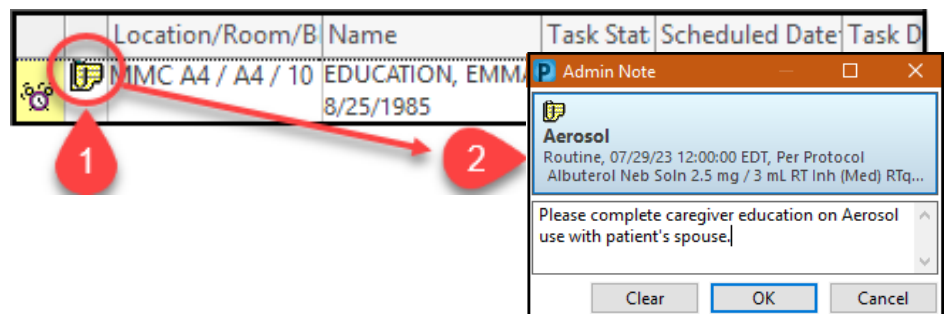 Location/Room/B Name Task Stat Scheduled Date Task D
MMC A4 / A4 / 10 EDUCATION, EMMA
8/25/1985
1
2
P Admin Note
Aerosol
Routine, 07/29/23 12:00:00 EDT, Per Protocol
Albuterol Neb Soln 2.5 mg / 3 mL RT Inh (Med) RTq...
Please complete caregiver education on Aerosol
use with patient's spouse.
Clear OK Cancel